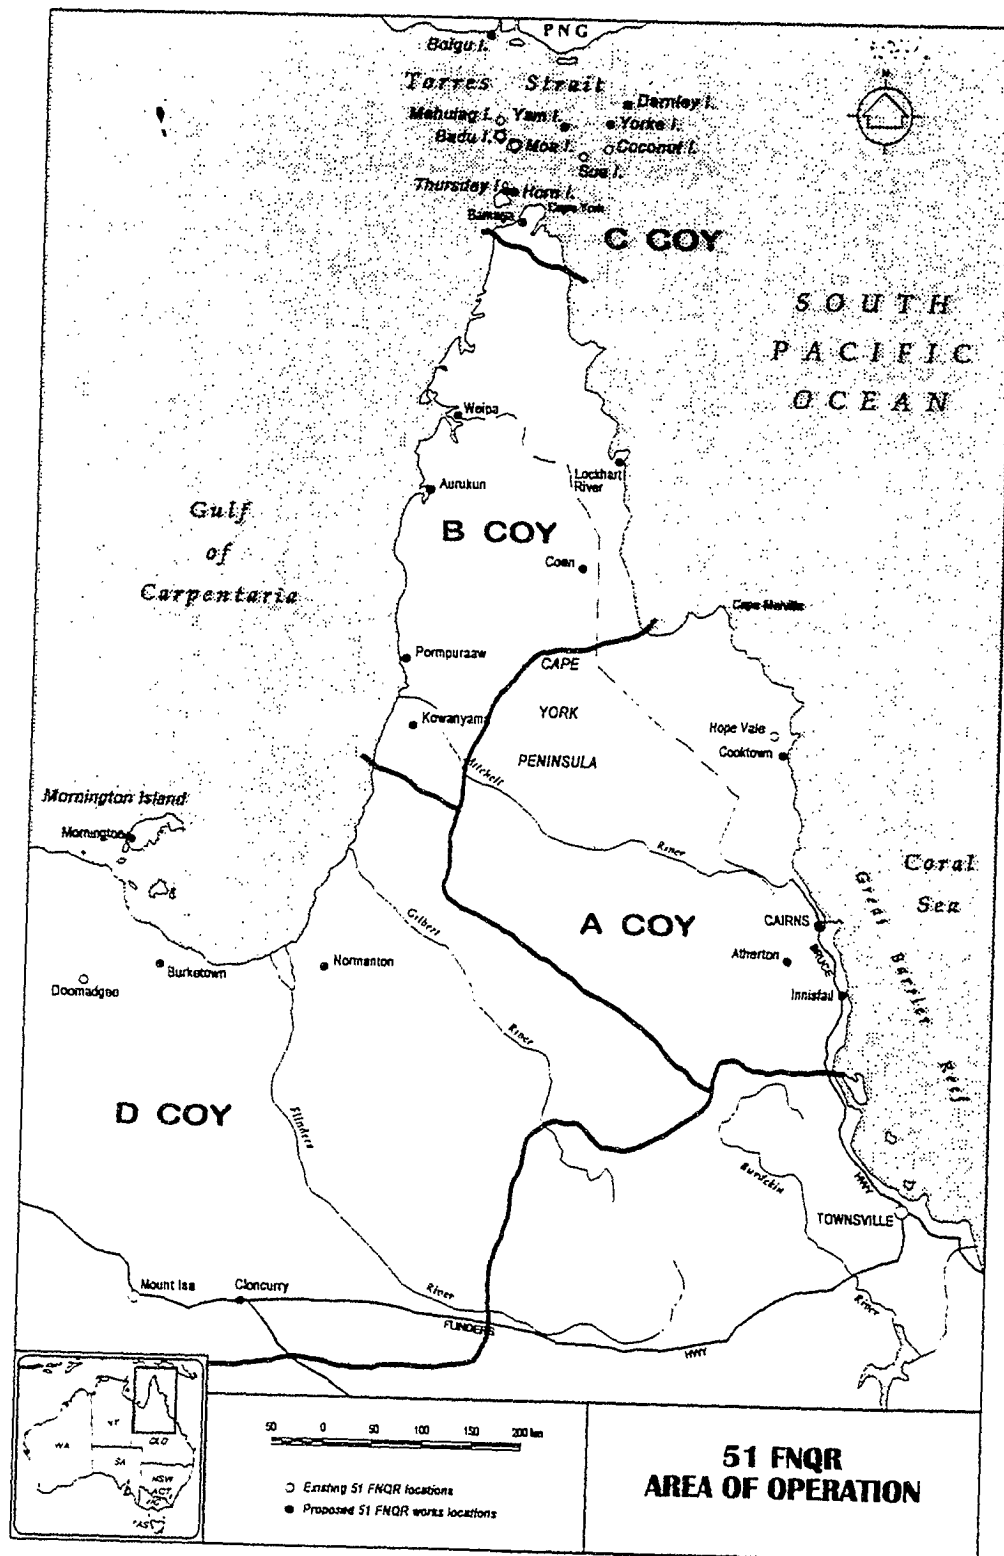 PNG
Boigu I.
Torres Strait
Darnley I.
Mabuiag I.
Yam I.
Yorke I.
Badu I.
Moa I.
Coconut I.
Sue I.
Thursday I.
Horn I.
Cape York
Bamaga
N
C COY
SOUTH
PACIFIC
OCEAN
Weipa
Lockhart
River
Aurukun
Gulf
of
Carpentaria
B COY
Coen
Cape Melville
Pormpuraaw
CAPE
YORK
PENINSULA
Kowanyama
Hope Vale
Cooktown
Mitchell
River
Mornington Island
Mornington
Coral
Sea
Great
Barrier
Reef
Gilbert
River
A COY
CAIRNS
Atherton
BRUCE
Innisfail
Normanton
Burketown
Doomadgee
D COY
Flinders
River
Burdekin
River
HWY
TOWNSVILLE
Mount Isa
Cloncurry
FLINDERS
HWY
WA
NT
QLD
SA
NSW
ACT
TAS
50 0 50 100 150 200 km
Existing 51 FNQR locations
Proposed 51 FNQR works locations
51 FNQR
AREA OF OPERATION